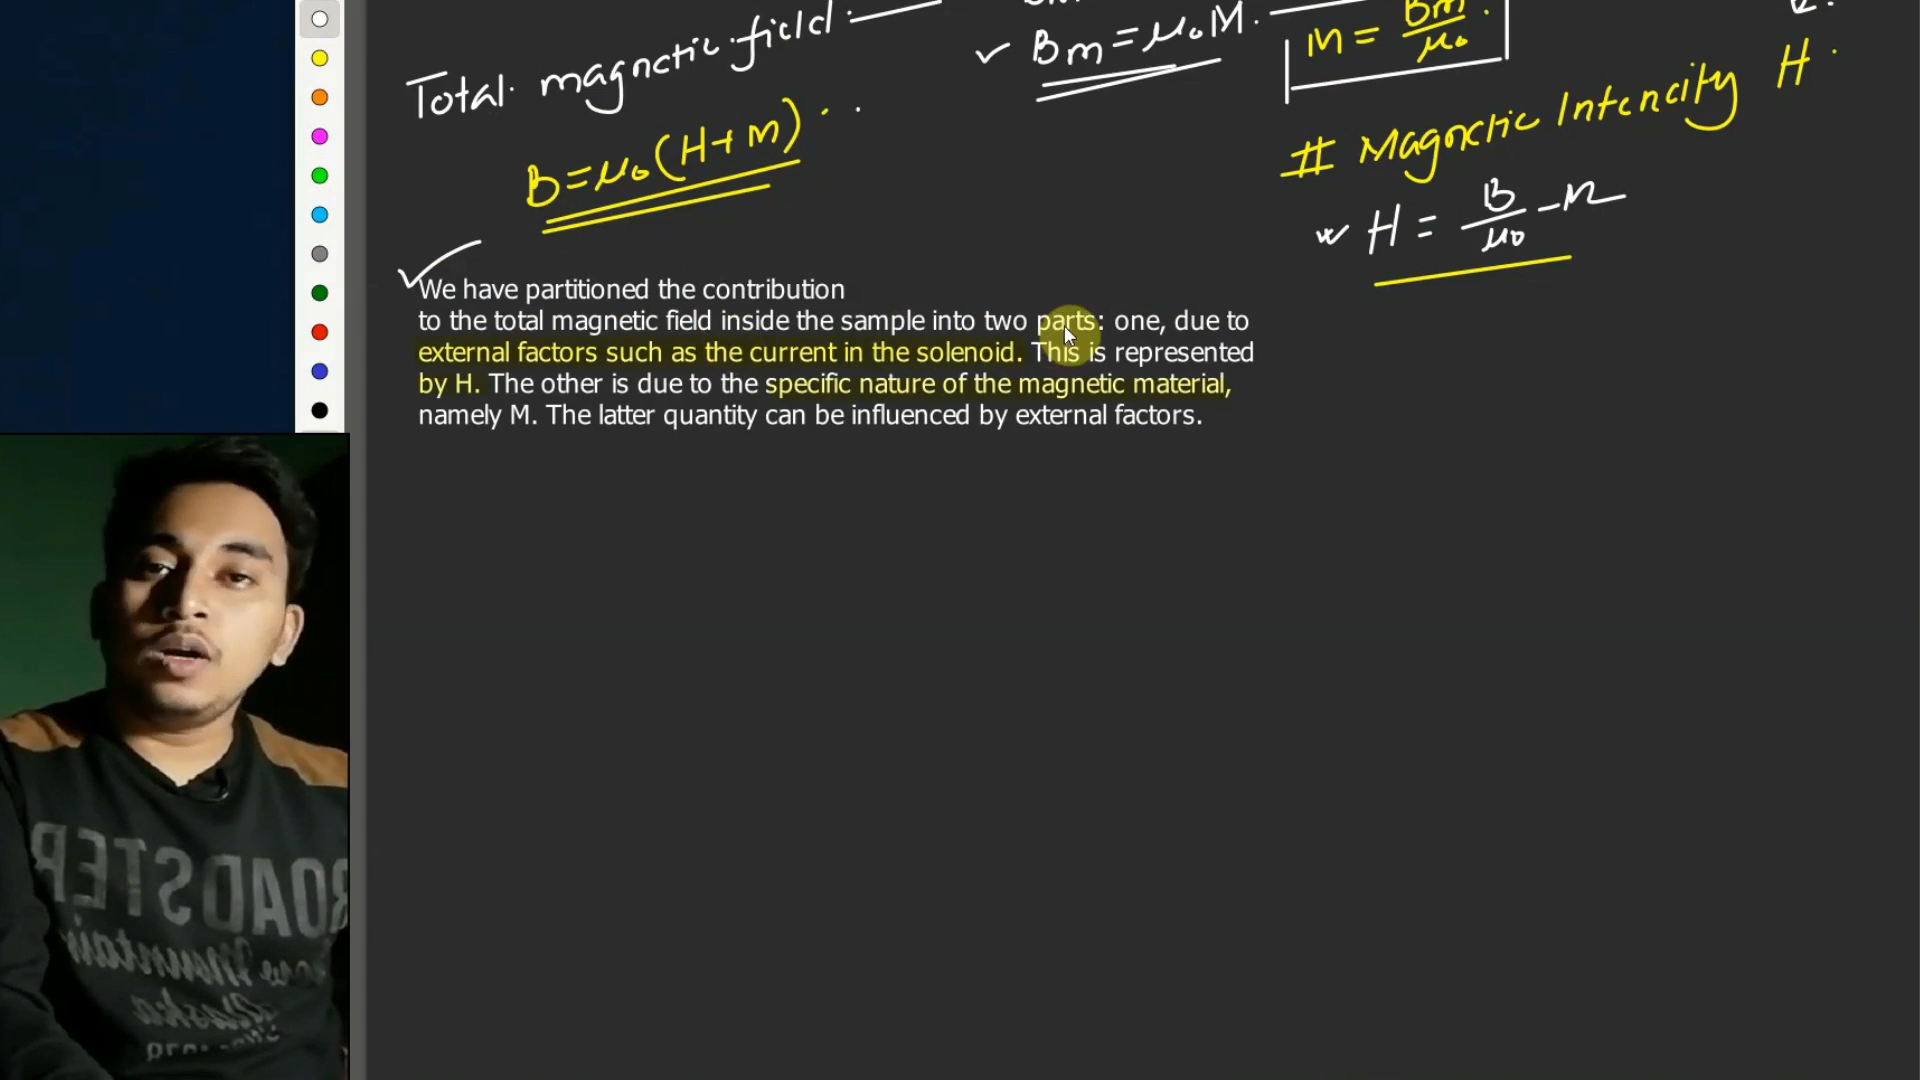 Total magnetic field :
Bm = μ₀M.
M = Bm/μ₀ .
B = μ₀(H+M)
# Magnetic Intencity H .
H = B/μ₀ - M
We have partitioned the contribution
to the total magnetic field inside the sample into two parts: one, due to
external factors such as the current in the solenoid. This is represented
by H. The other is due to the specific nature of the magnetic material,
namely M. The latter quantity can be influenced by external factors.
ROADSTER
Mountain
Alaska